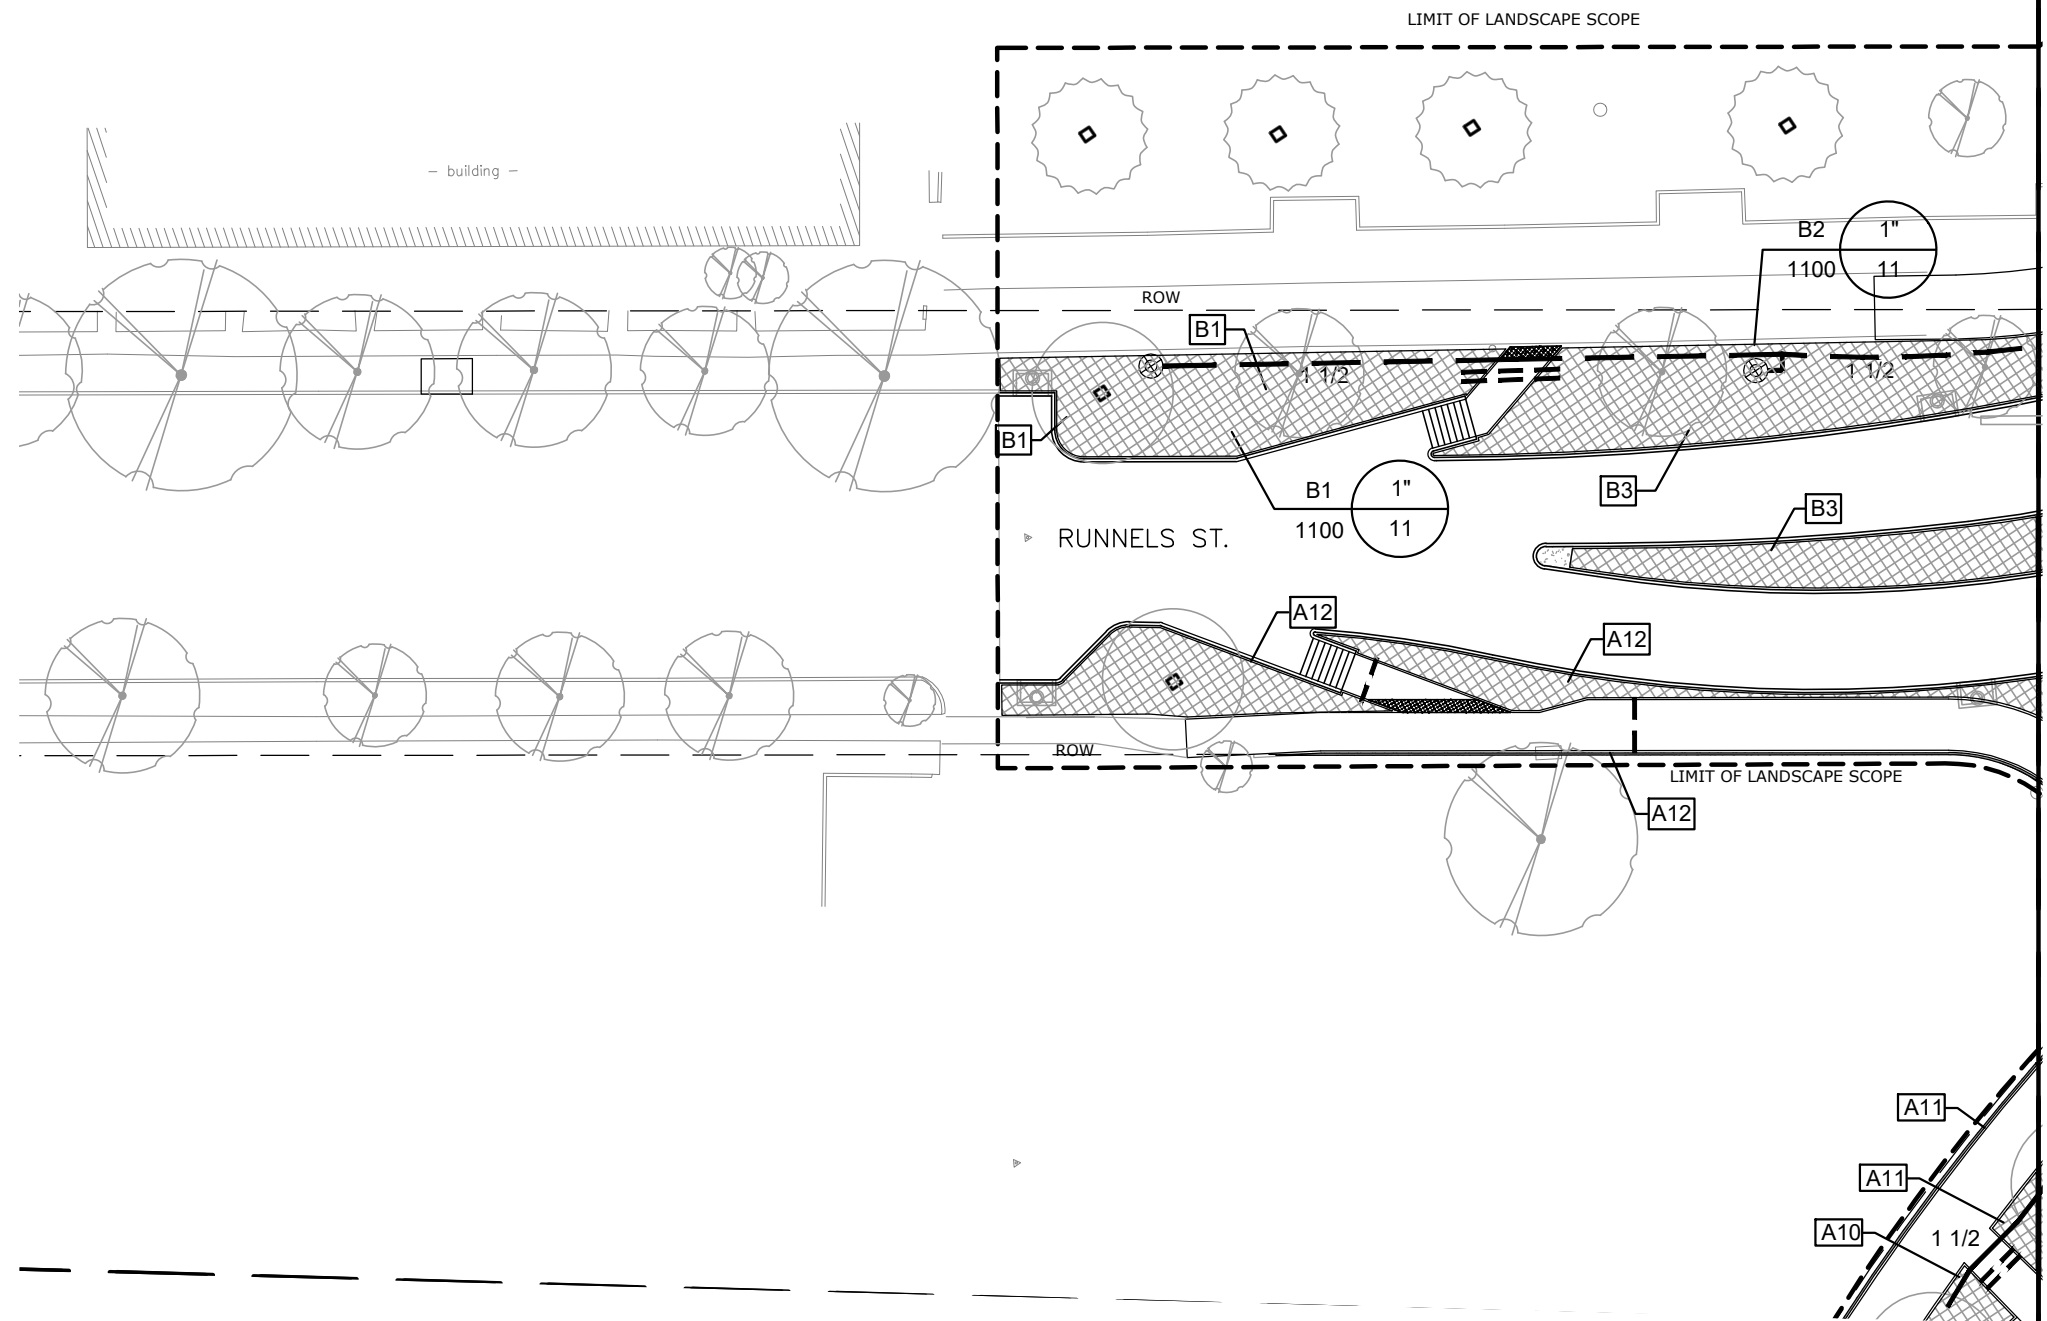 LIMIT OF LANDSCAPE SCOPE
– building –
B2
1"
1100
11
ROW
B1
1 1/2
1 1/2
B1
B1
1"
1100
11
B3
B3
RUNNELS ST.
A12
A12
ROW
LIMIT OF LANDSCAPE SCOPE
A12
A11
A11
A10
1 1/2